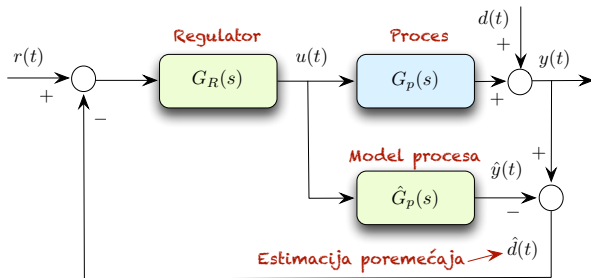 d(t)
Regulator
Proces
r(t)
u(t)
+
y(t)
G_R(s)
G_p(s)
+
+
−
Model procesa
ŷ(t)
+
Ĝ_p(s)
−
Estimacija poremećaja
d̂(t)